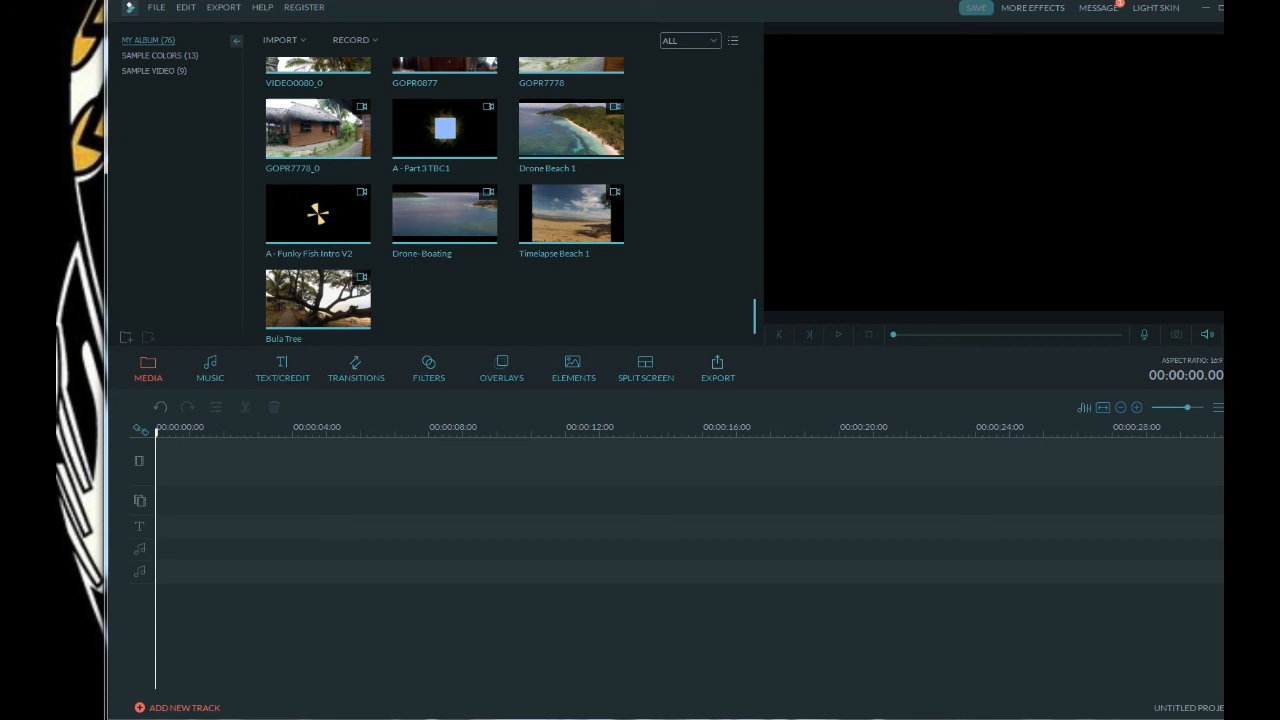 FILE EDIT EXPORT HELP REGISTER SAVE MORE EFFECTS MESSAGE 1 LIGHT SKIN
MY ALBUM (76)
SAMPLE COLORS (13)
SAMPLE VIDEO (9)
IMPORT RECORD ALL
VIDEO0080_0 GOPR0877 GOPR7778
GOPR7778_0 A - Part 3 TBC1 Drone Beach 1
A - Funky Fish Intro V2 Drone- Boating Timelapse Beach 1
Bula Tree
MEDIA MUSIC TEXT/CREDIT TRANSITIONS FILTERS OVERLAYS ELEMENTS SPLIT SCREEN EXPORT
ASPECT RATIO: 16:9
00:00:00.00
00:00:00:00 00:00:04:00 00:00:08:00 00:00:12:00 00:00:16:00 00:00:20:00 00:00:24:00 00:00:28:00
ADD NEW TRACK
UNTITLED PROJE